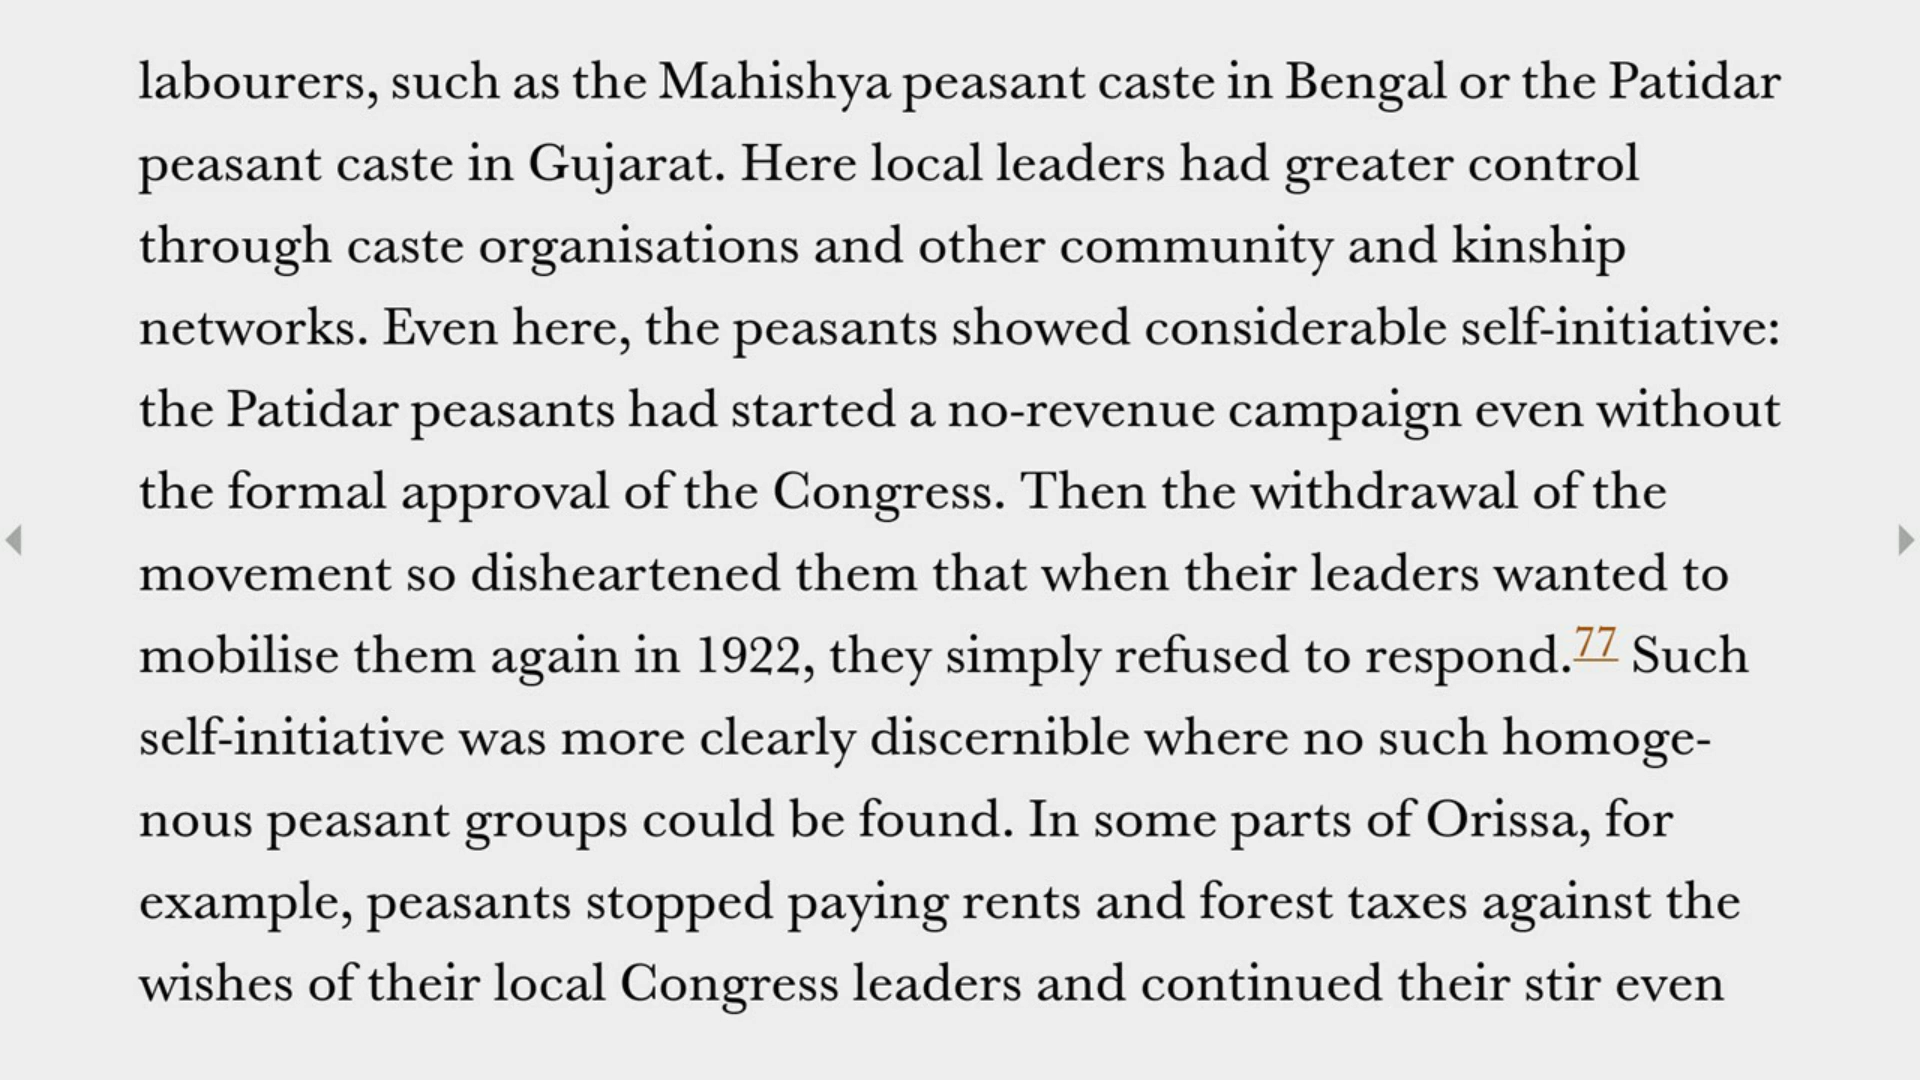 labourers, such as the Mahishya peasant caste in Bengal or the Patidar
peasant caste in Gujarat. Here local leaders had greater control
through caste organisations and other community and kinship
networks. Even here, the peasants showed considerable self-initiative:
the Patidar peasants had started a no-revenue campaign even without
the formal approval of the Congress. Then the withdrawal of the
movement so disheartened them that when their leaders wanted to
mobilise them again in 1922, they simply refused to respond.77 Such
self-initiative was more clearly discernible where no such homoge-
nous peasant groups could be found. In some parts of Orissa, for
example, peasants stopped paying rents and forest taxes against the
wishes of their local Congress leaders and continued their stir even